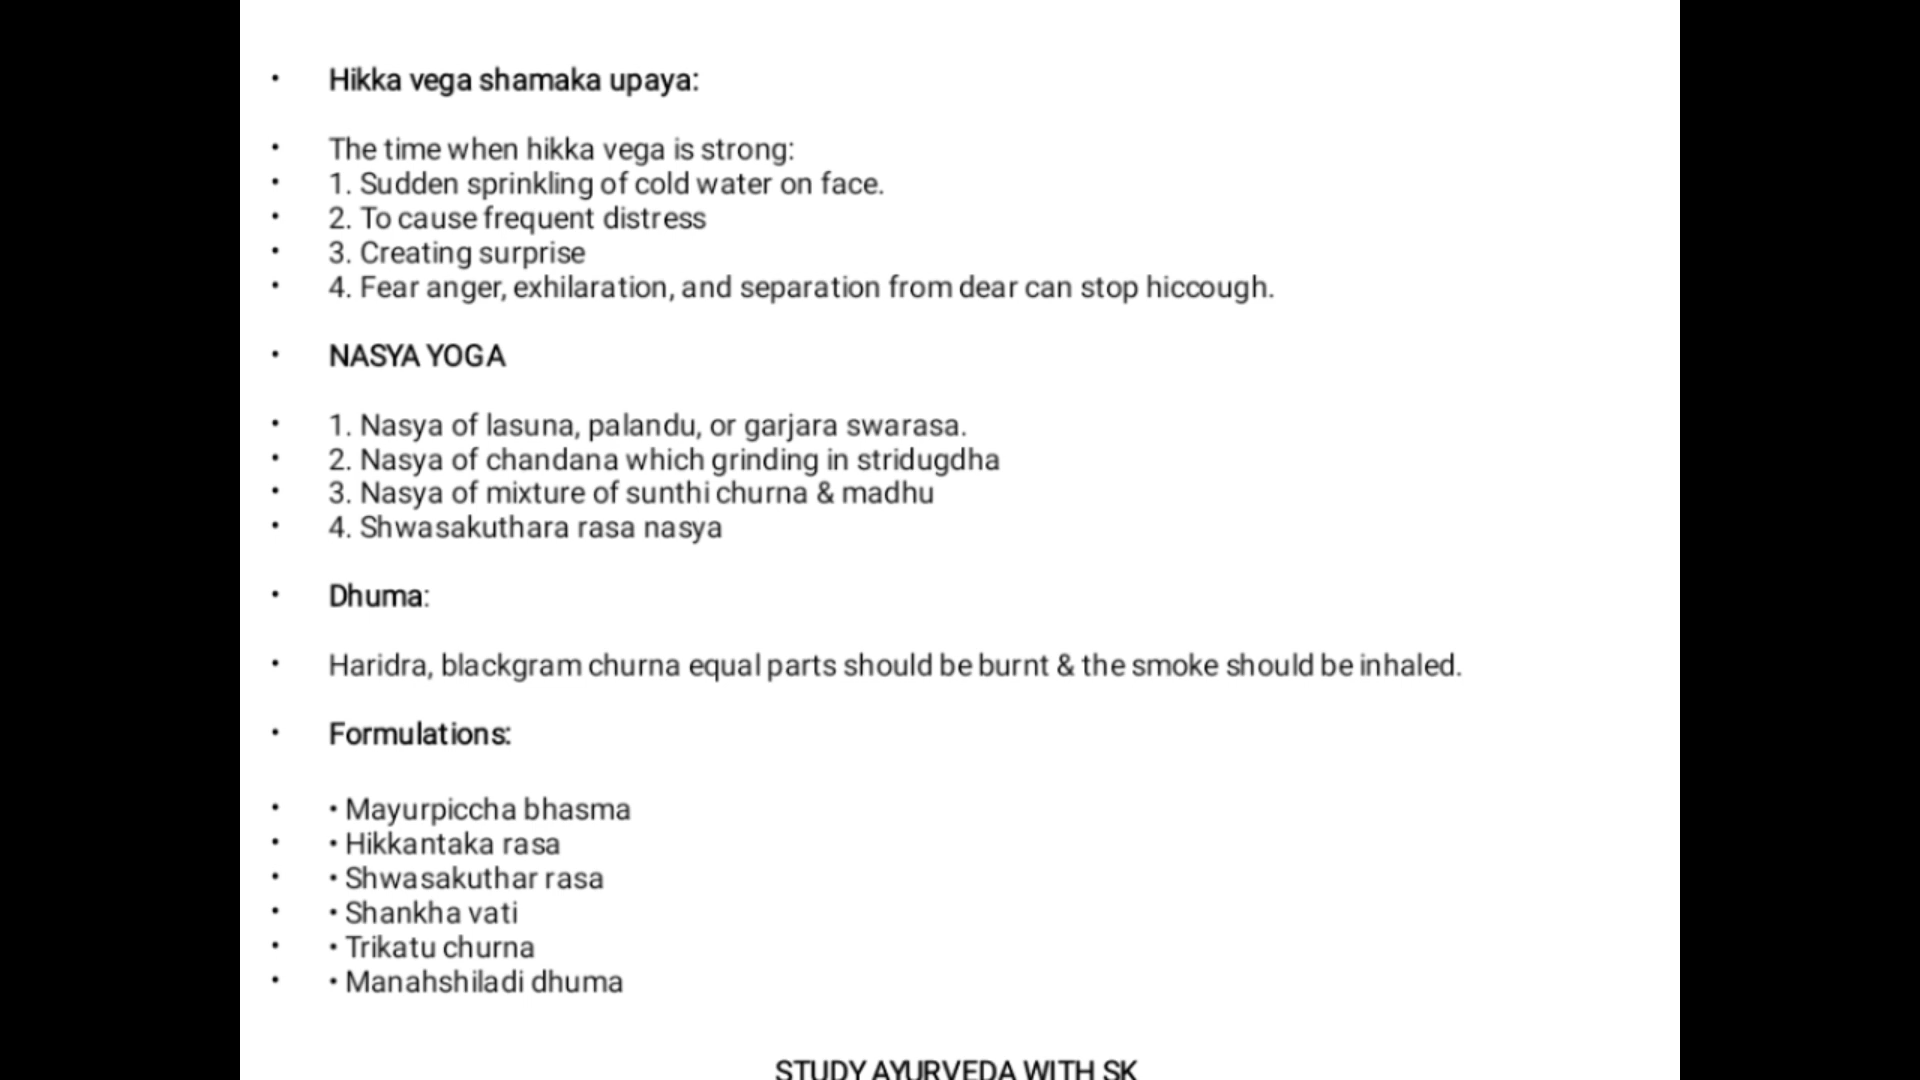 • Hikka vega shamaka upaya:
• The time when hikka vega is strong:
• 1. Sudden sprinkling of cold water on face.
• 2. To cause frequent distress
• 3. Creating surprise
• 4. Fear anger, exhilaration, and separation from dear can stop hiccough.
• NASYA YOGA
• 1. Nasya of lasuna, palandu, or garjara swarasa.
• 2. Nasya of chandana which grinding in stridugdha
• 3. Nasya of mixture of sunthi churna & madhu
• 4. Shwasakuthara rasa nasya
• Dhuma:
• Haridra, blackgram churna equal parts should be burnt & the smoke should be inhaled.
• Formulations:
• • Mayurpiccha bhasma
• • Hikkantaka rasa
• • Shwasakuthar rasa
• • Shankha vati
• • Trikatu churna
• • Manahshiladi dhuma
STUDY AYURVEDA WITH SK